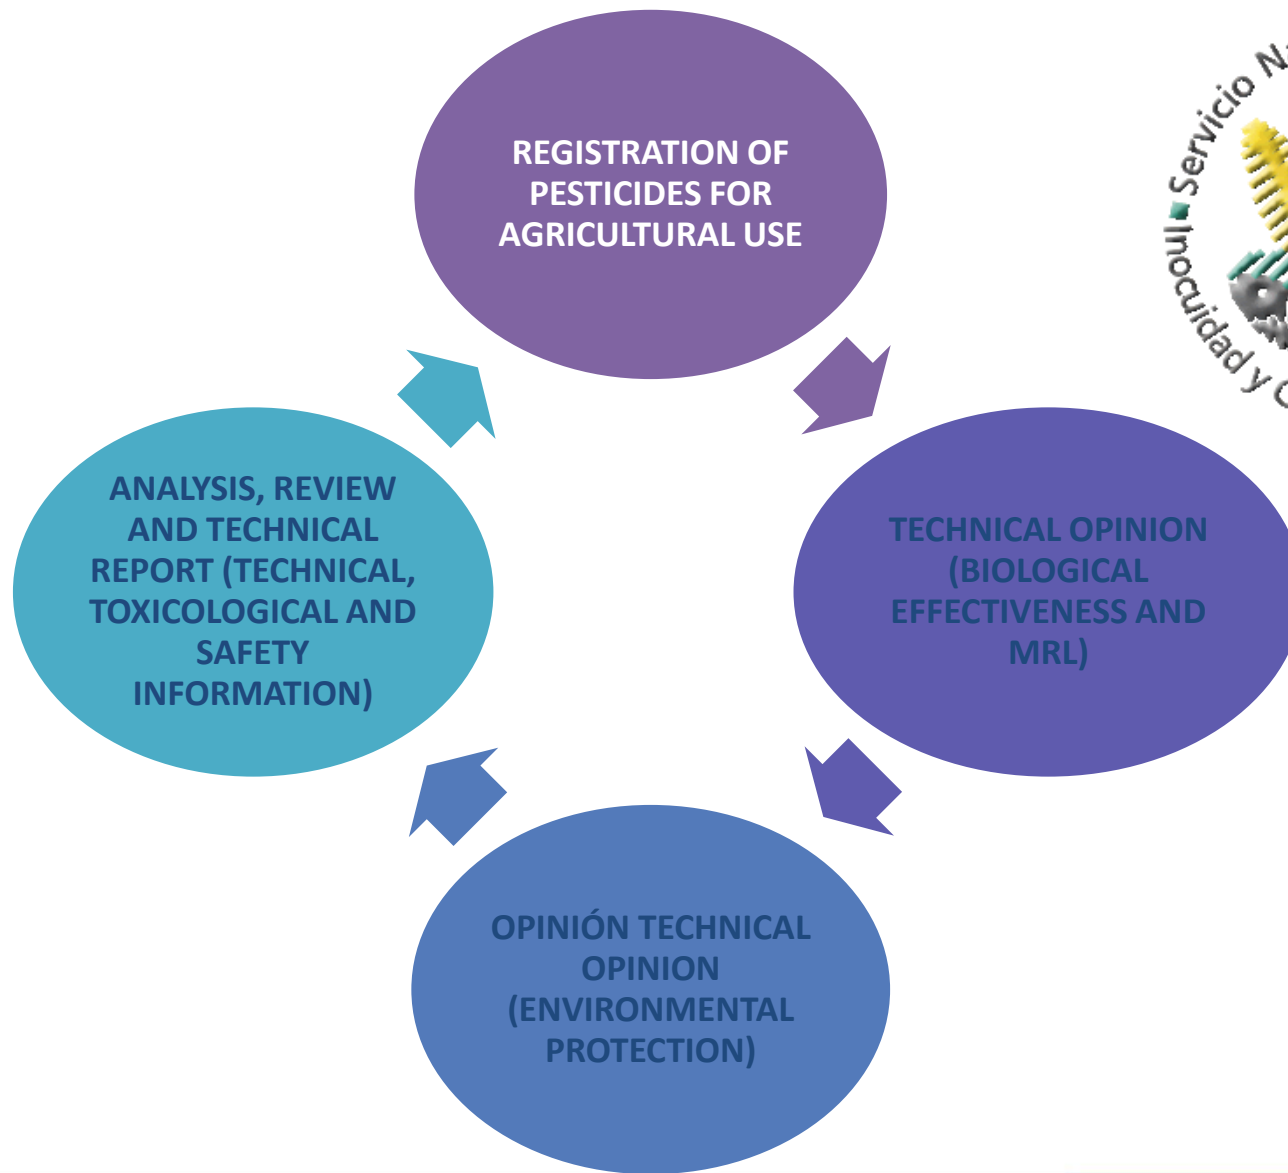 REGISTRATION OF
PESTICIDES FOR
AGRICULTURAL USE
Servicio
Inocuidad y
ANALYSIS, REVIEW
AND TECHNICAL
REPORT (TECHNICAL,
TOXICOLOGICAL AND
SAFETY
INFORMATION)
TECHNICAL OPINION
(BIOLOGICAL
EFFECTIVENESS AND
MRL)
OPINIÓN TECHNICAL
OPINION
(ENVIRONMENTAL
PROTECTION)